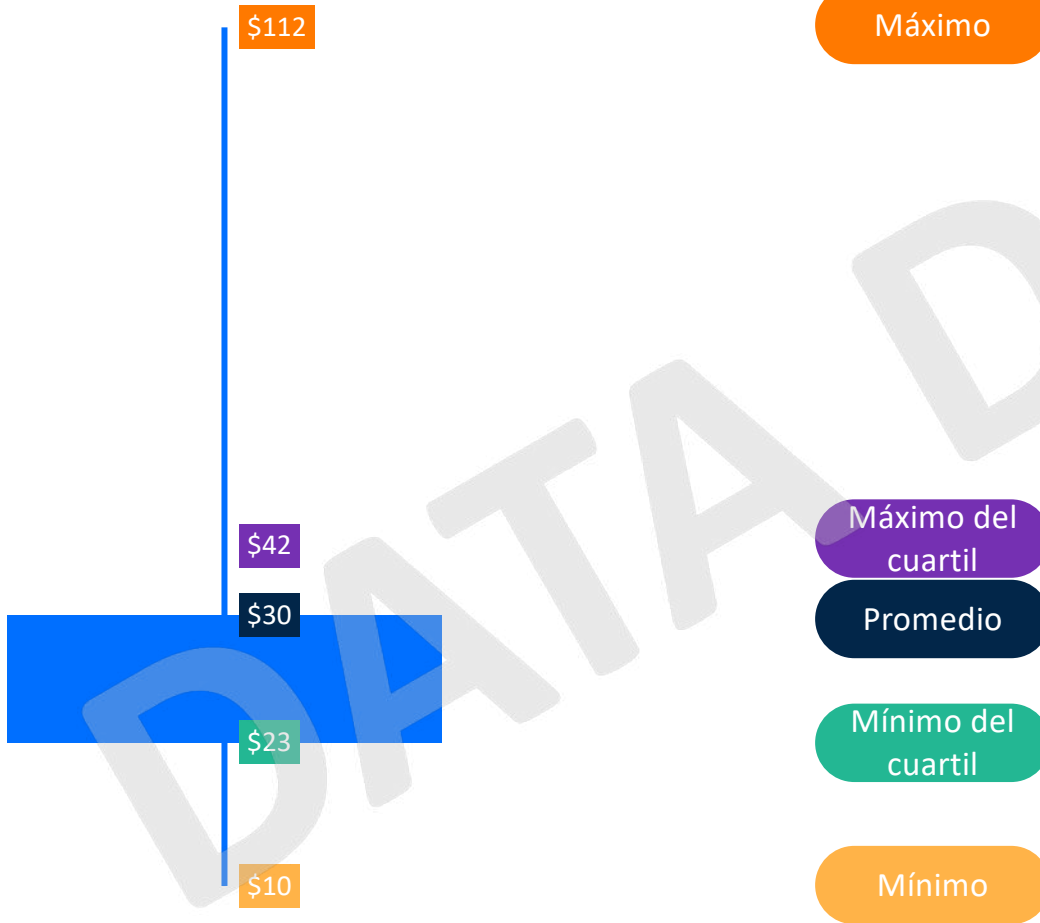 $112
Máximo
$42
Máximo del
cuartil
$30
Promedio
$23
Mínimo del
cuartil
$10
Mínimo
DATA D